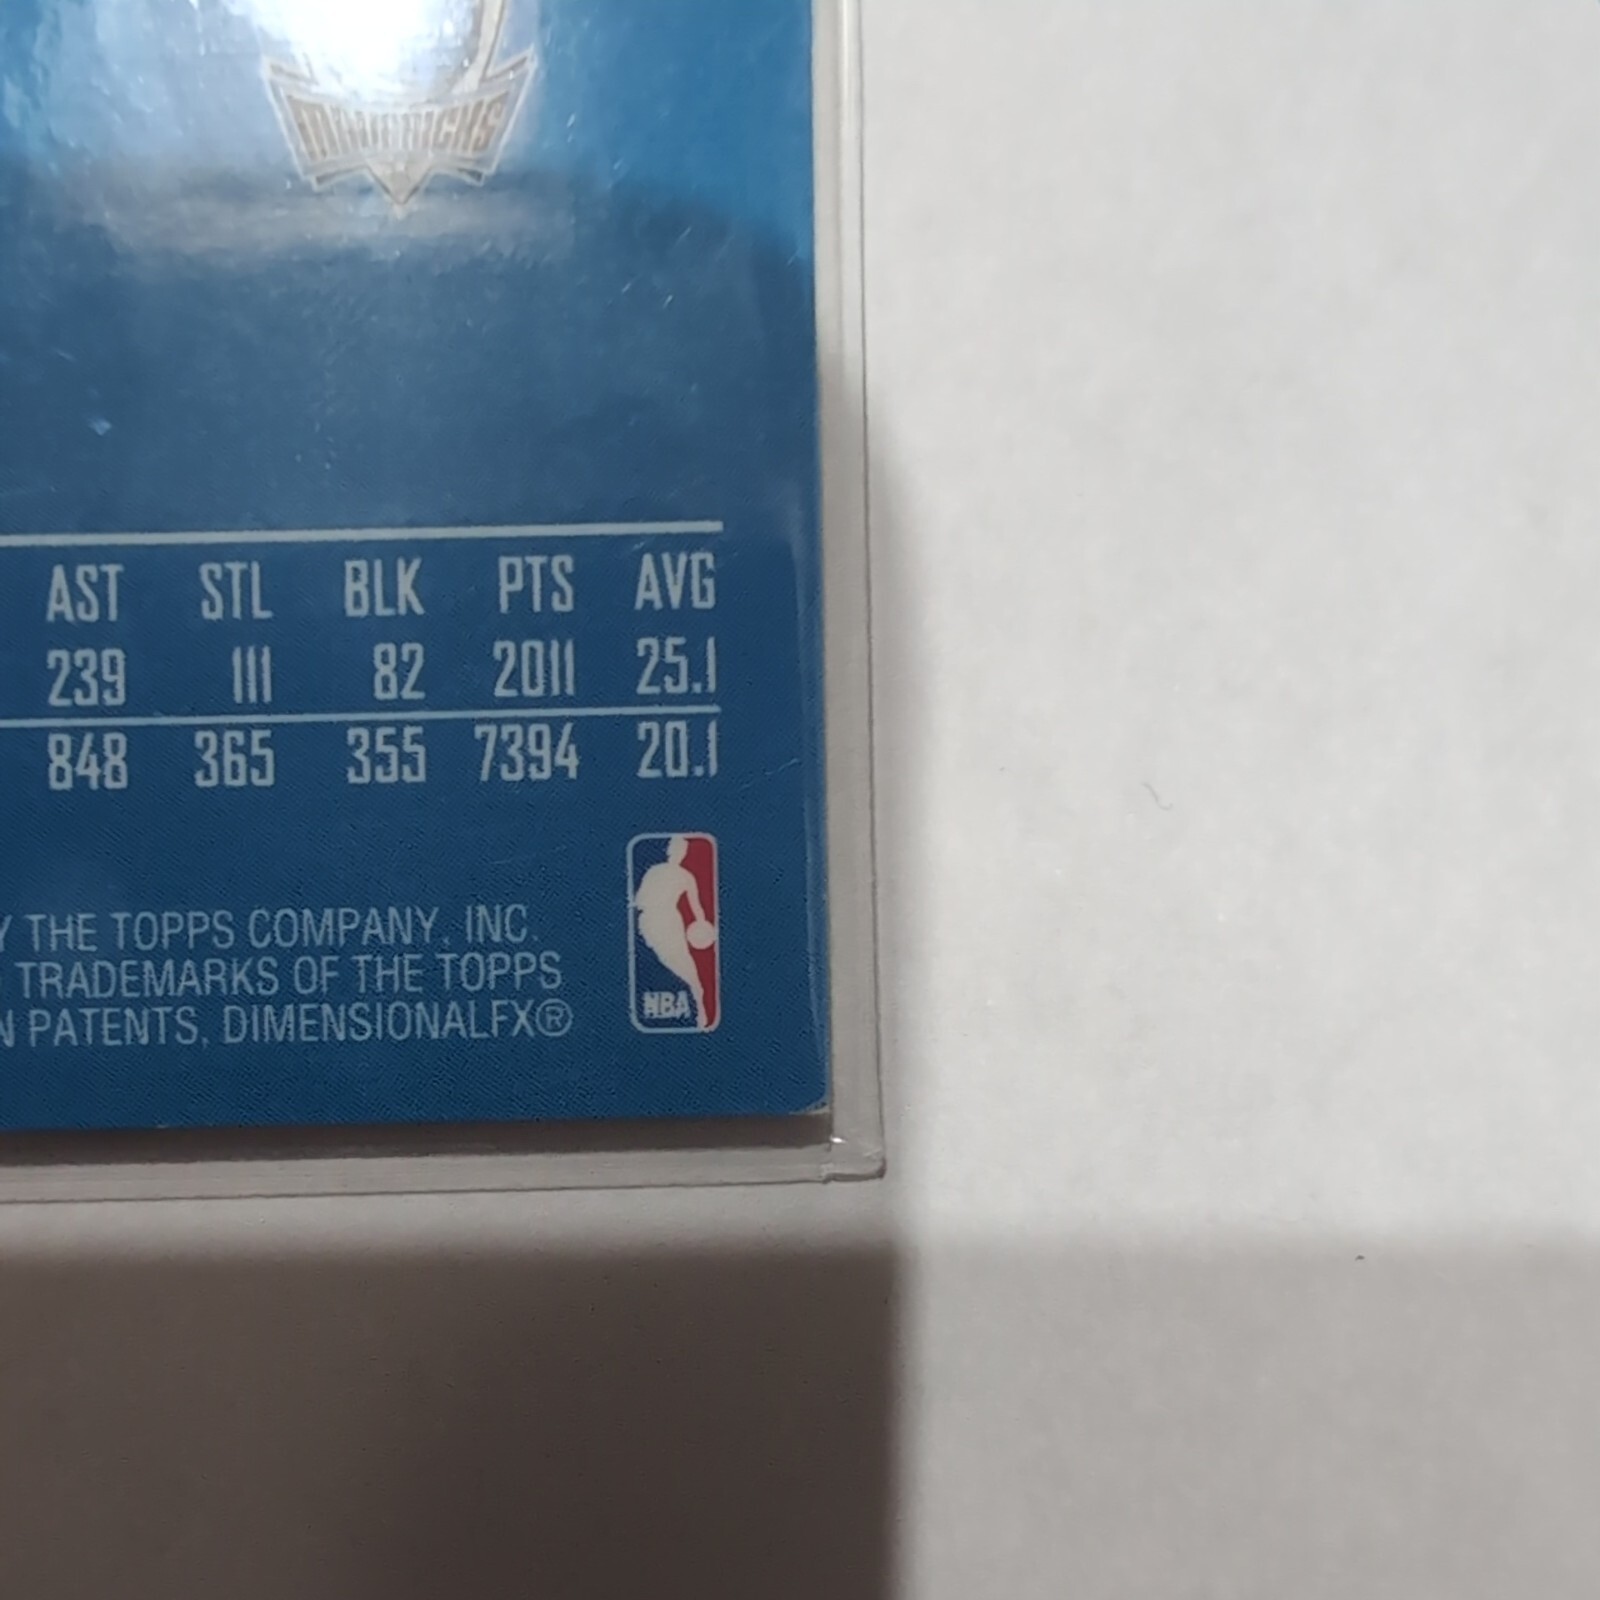 MAVERICKS
AST STL BLK PTS AVG
239 111 82 2011 25.1
848 365 355 7394 20.1
Y THE TOPPS COMPANY, INC.
TRADEMARKS OF THE TOPPS
N PATENTS, DIMENSIONALFX®
NBA